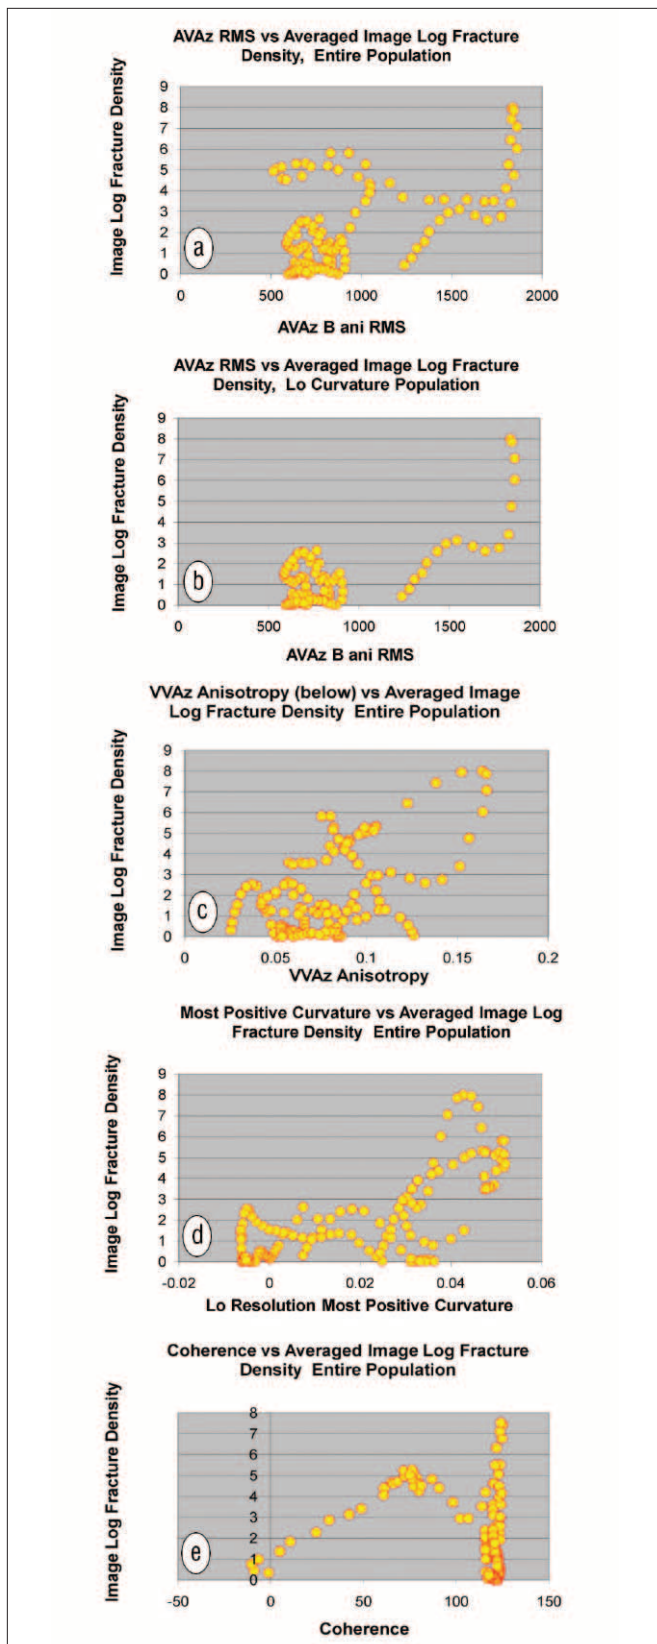 AVAz RMS vs Averaged Image Log Fracture
Density, Entire Population
Image Log Fracture Density
9
8
7
6
5
4
3
2
1
0
a
0 500 1000 1500 2000
AVAz B ani RMS
AVAz RMS vs Averaged Image Log Fracture
Density, Lo Curvature Population
Image Log Fracture Density
9
8
7
6
5
4
3
2
1
0
b
0 500 1000 1500 2000
AVAz B ani RMS
VVAz Anisotropy (below) vs Averaged Image
Log Fracture Density Entire Population
Image Log Fracture Density
9
8
7
6
5
4
3
2
1
0
c
0 0.05 0.1 0.15 0.2
VVAz Anisotropy
Most Positive Curvature vs Averaged Image Log
Fracture Density Entire Population
Image Log Fracture Density
9
8
7
6
5
4
3
2
1
0
d
-0.02 0 0.02 0.04 0.06
Lo Resolution Most Positive Curvature
Coherence vs Averaged Image Log Fracture
Density Entire Population
Image Log Fracture Density
8
7
6
5
4
3
2
1
0
e
-50 0 50 100 150
Coherence